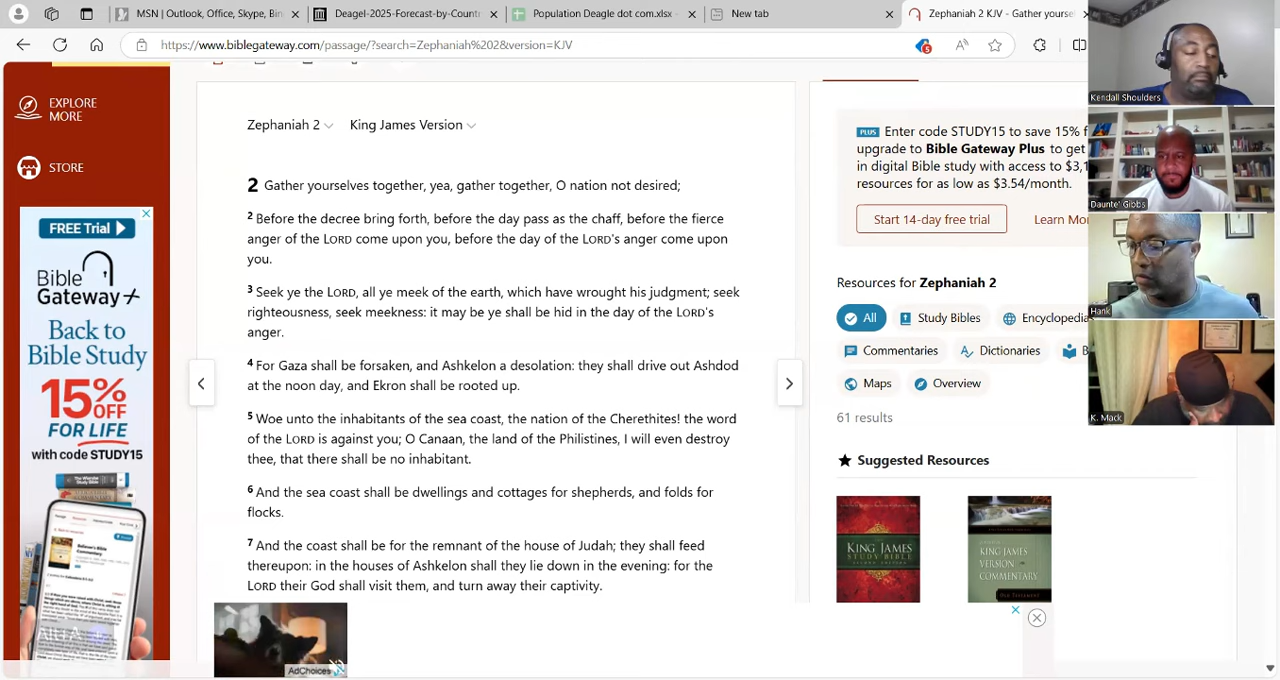 MSN | Outlook, Office, Skype, Bin
Deagel-2025-Forecast-by-Countr
Population Deagle dot com.xlsx -
New tab
Zephaniah 2 KJV - Gather yourse
https://www.biblegateway.com/passage/?search=Zephaniah%202&version=KJV
5
EXPLORE
MORE
STORE
FREE Trial
Bible
Gateway+
Back to
Bible Study
15%
OFF
FOR LIFE
with code STUDY15
Zephaniah 2
King James Version
2 Gather yourselves together, yea, gather together, O nation not desired;
2 Before the decree bring forth, before the day pass as the chaff, before the fierce
anger of the LORD come upon you, before the day of the LORD's anger come upon
you.
3 Seek ye the LORD, all ye meek of the earth, which have wrought his judgment; seek
righteousness, seek meekness: it may be ye shall be hid in the day of the LORD's
anger.
4 For Gaza shall be forsaken, and Ashkelon a desolation: they shall drive out Ashdod
at the noon day, and Ekron shall be rooted up.
5 Woe unto the inhabitants of the sea coast, the nation of the Cherethites! the word
of the LORD is against you; O Canaan, the land of the Philistines, I will even destroy
thee, that there shall be no inhabitant.
6 And the sea coast shall be dwellings and cottages for shepherds, and folds for
flocks.
7 And the coast shall be for the remnant of the house of Judah; they shall feed
thereupon: in the houses of Ashkelon shall they lie down in the evening: for the
LORD their God shall visit them, and turn away their captivity.
AdChoices
PLUS Enter code STUDY15 to save 15% f
upgrade to Bible Gateway Plus to get
in digital Bible study with access to $3,1
resources for as low as $3.54/month.
Start 14-day free trial
Learn Mo
Resources for Zephaniah 2
All
Study Bibles
Encyclopedia
Commentaries
Dictionaries
B
Maps
Overview
61 results
Suggested Resources
KING JAMES
STUDY BIBLE
KING JAMES
VERSION
COMMENTARY
Kendall Shoulders
Daunte' Gibbs
Hank
K. Mack